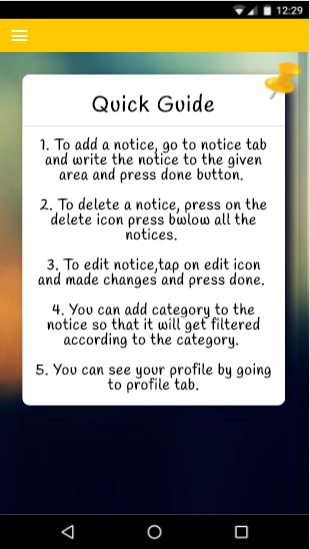 12:29
Quick Guide
1. To add a notice, go to notice tab
and write the notice to the given
area and press done button.
2. To delete a notice, press on the
delete icon press bwlow all the
notices.
3. To edit notice,tap on edit icon
and made changes and press done.
4. You can add category to the
notice so that it will get filtered
according to the category.
5. You can see your profile by going
to profile tab.